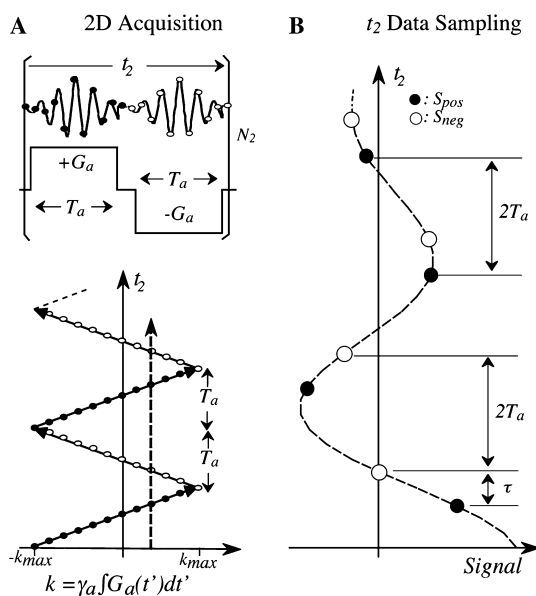 A 2D Acquisition
t2
N2
+Ga
Ta
Ta
-Ga
t2
Ta
Ta
-kmax
kmax
k = γa∫Ga(t')dt'
B t2 Data Sampling
t2
: Spos
: Sneg
2Ta
2Ta
τ
Signal